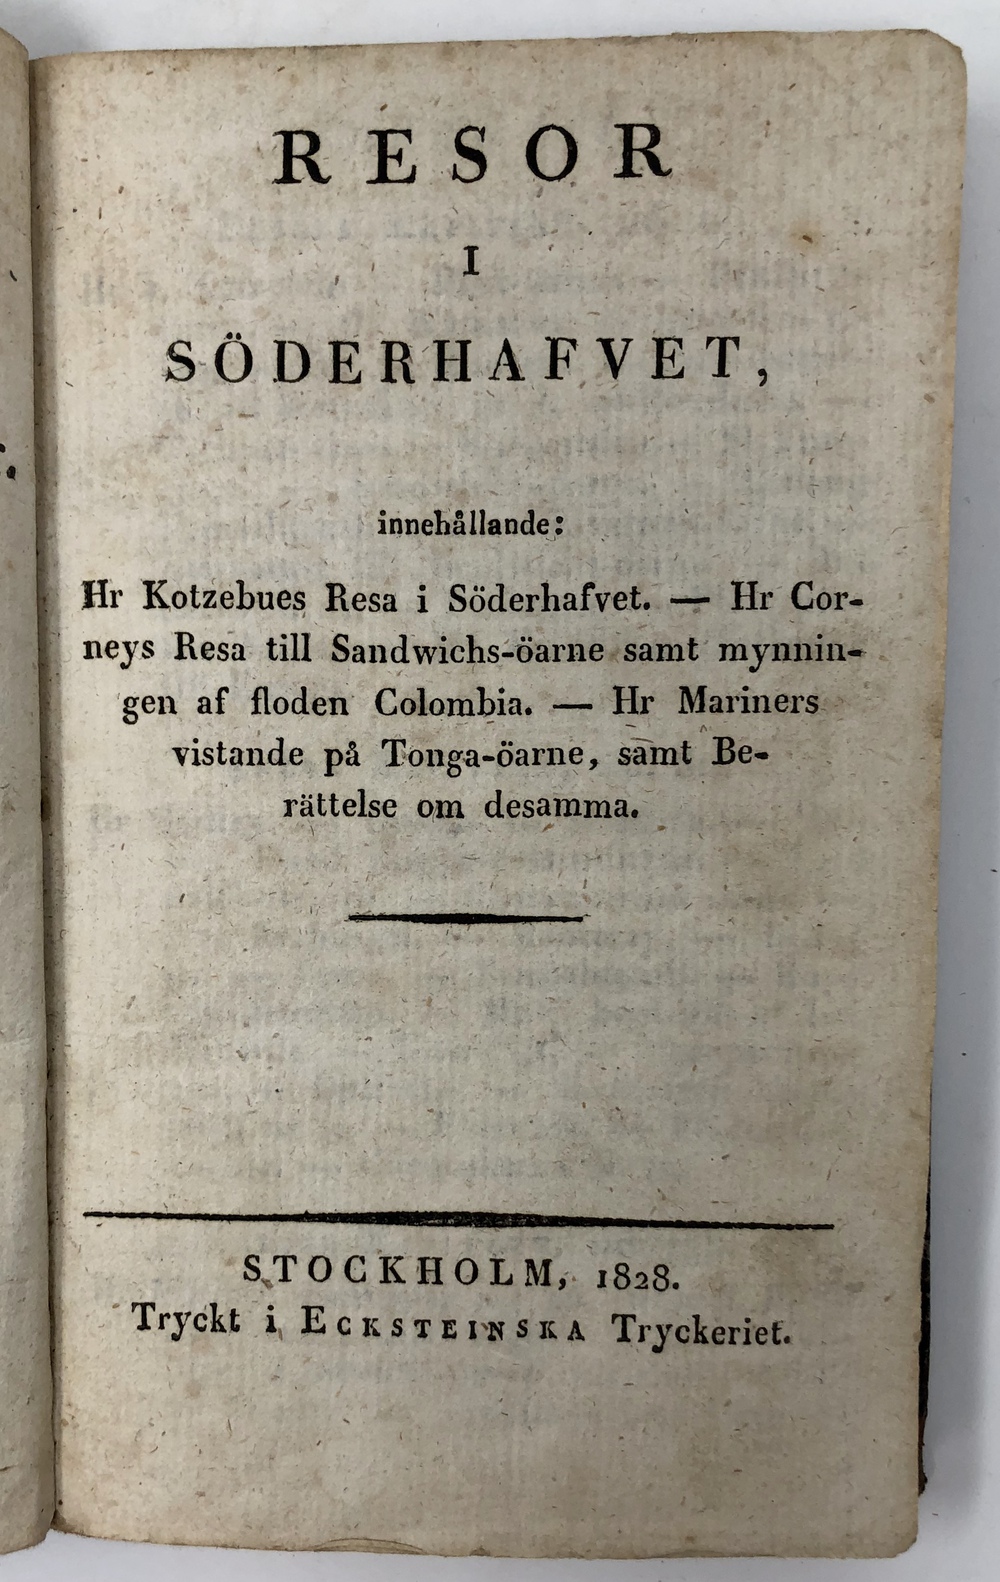 RESOR
I
SÖDERHAFVET,
innehållande:
Hr Kotzebues Resa i Söderhafvet. — Hr Cor-
neys Resa till Sandwichs-öarne samt mynnin-
gen af floden Colombia. — Hr Mariners
vistande på Tonga-öarne, samt Be-
rättelse om desamma.
STOCKHOLM, 1828.
Tryckt i ECKSTEINSKA Tryckeriet.